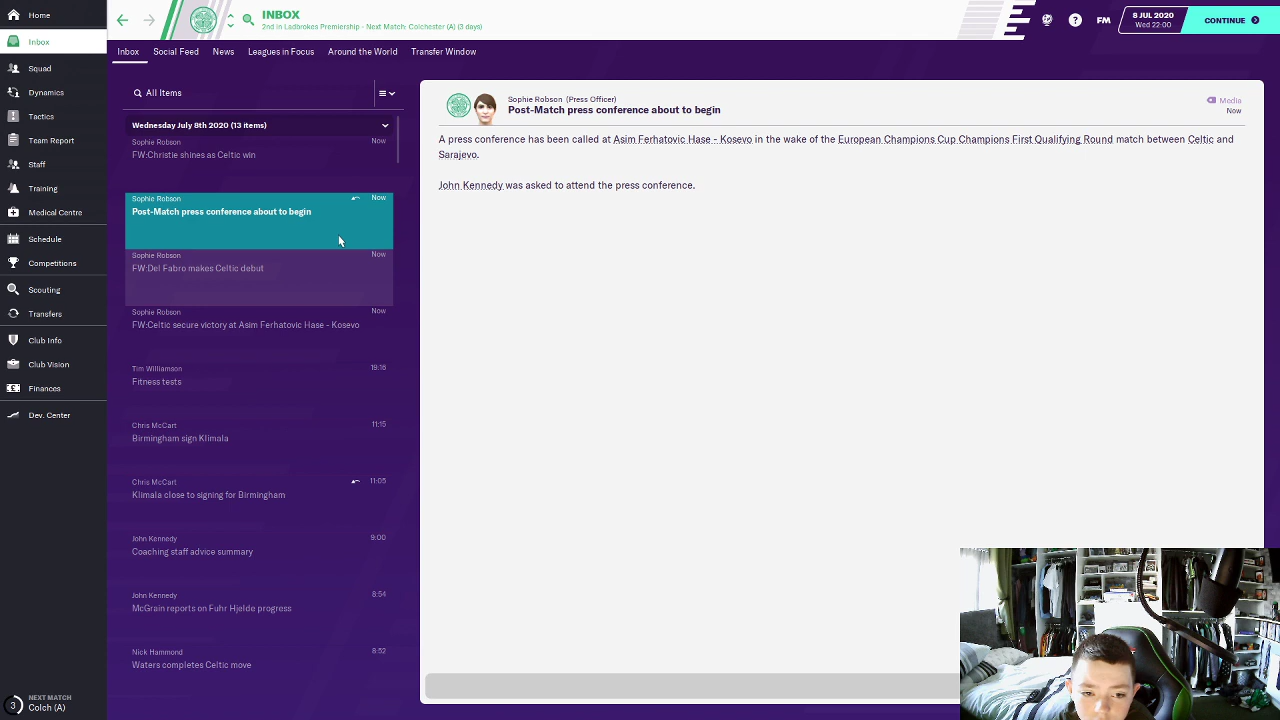 INBOX
2nd in Ladbrokes Premiership - Next Match: Colchester (A) (3 days)
?
FM
8 JUL 2020
Wed 22:00
CONTINUE
Inbox
Social Feed
News
Leagues in Focus
Around the World
Transfer Window
Inbox
Squad
Dynamics
Tactics
Team Report
Staff
Training
Medical Centre
Schedule
Competitions
Scouting
Transfers
Club Info
Club Vision
Finances
Dev. Center
NEXT MATCH
3
Colch (A)
All Items
Wednesday July 8th 2020 (13 items)
Sophie Robson Now
FW:Christie shines as Celtic win
Sophie Robson Now
Post-Match press conference about to begin
Sophie Robson Now
FW:Del Fabro makes Celtic debut
Sophie Robson Now
FW:Celtic secure victory at Asim Ferhatovic Hase - Kosevo
Tim Williamson 19:16
Fitness tests
Chris McCart 11:15
Birmingham sign Klimala
Chris McCart 11:05
Klimala close to signing for Birmingham
John Kennedy 9:00
Coaching staff advice summary
John Kennedy 8:54
McGrain reports on Fuhr Hjelde progress
Nick Hammond 8:52
Waters completes Celtic move
Sophie Robson (Press Officer)
Post-Match press conference about to begin
Media
Now
A press conference has been called at Asim Ferhatovic Hase - Kosevo in the wake of the European Champions Cup Champions First Qualifying Round match between Celtic and
Sarajevo.
John Kennedy was asked to attend the press conference.